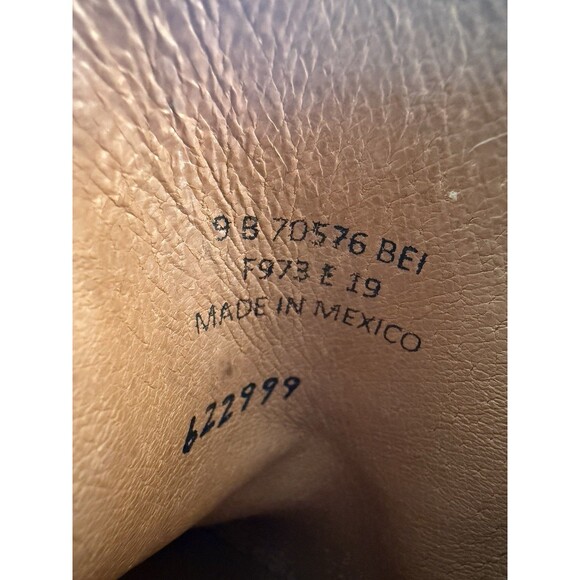 9 B 70576 BEI
F973 E 19
MADE IN MEXICO
622999